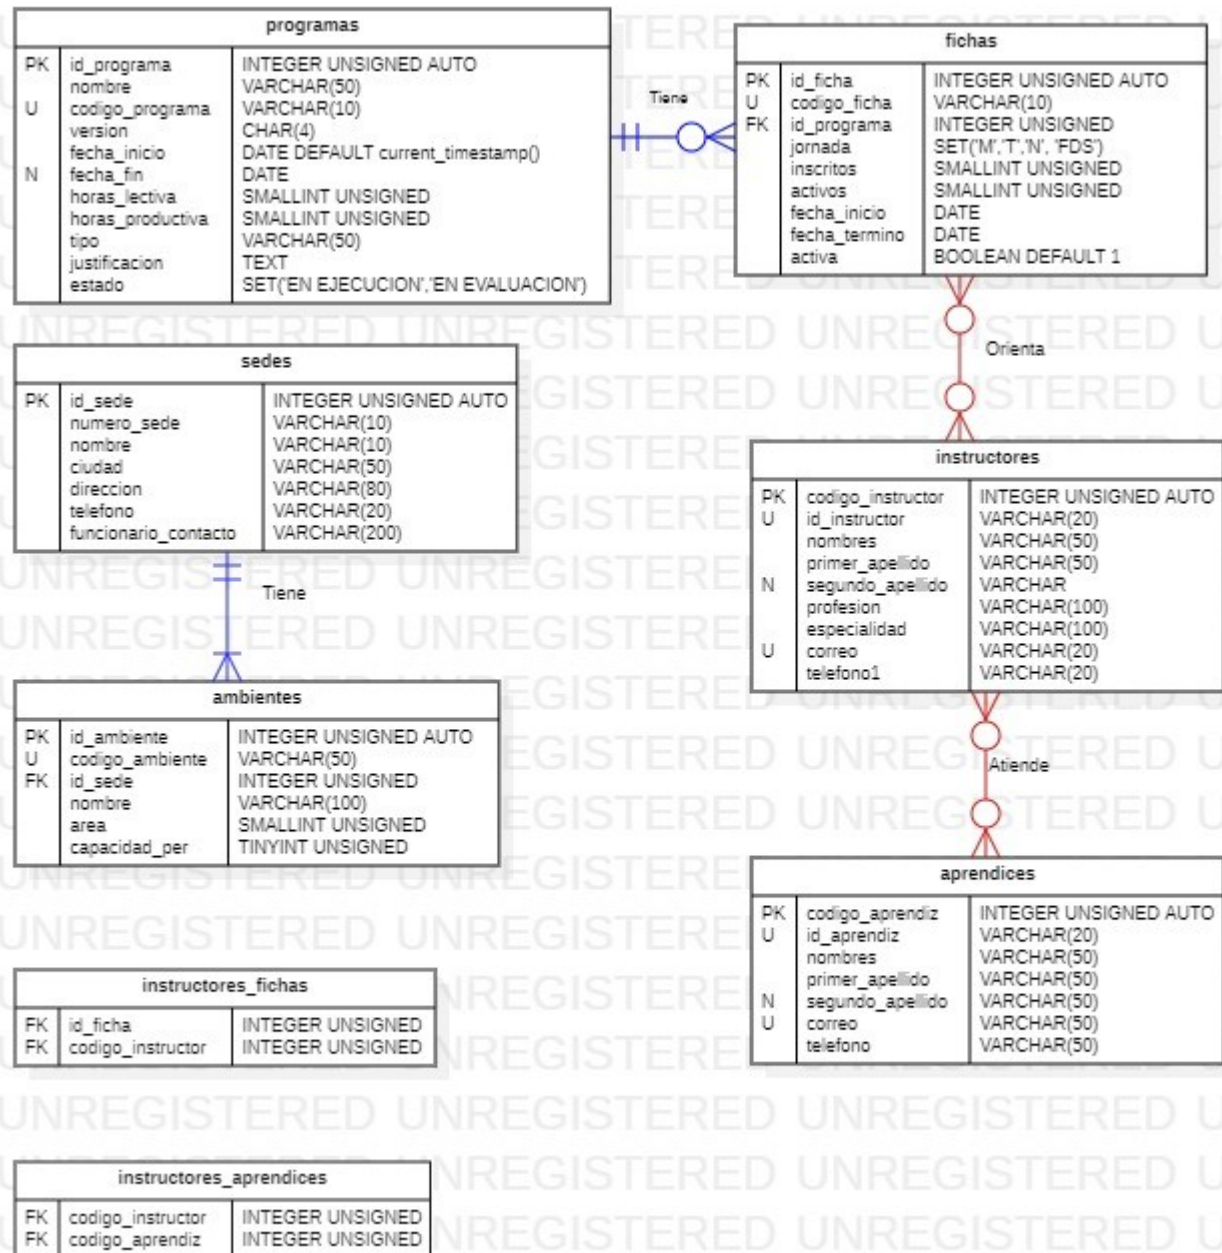 programas
PK id_programa INTEGER UNSIGNED AUTO
nombre VARCHAR(50)
U codigo_programa VARCHAR(10)
version CHAR(4)
fecha_inicio DATE DEFAULT current_timestamp()
N fecha_fin DATE
horas_lectiva SMALLINT UNSIGNED
horas_productiva SMALLINT UNSIGNED
tipo VARCHAR(50)
justificacion TEXT
estado SET('EN EJECUCION','EN EVALUACION')
Tiene
fichas
PK id_ficha INTEGER UNSIGNED AUTO
U codigo_ficha VARCHAR(10)
FK id_programa INTEGER UNSIGNED
jornada SET('M','T','N', 'FDS')
inscritos SMALLINT UNSIGNED
activos SMALLINT UNSIGNED
fecha_inicio DATE
fecha_termino DATE
activa BOOLEAN DEFAULT 1
Orienta
sedes
PK id_sede INTEGER UNSIGNED AUTO
numero_sede VARCHAR(10)
nombre VARCHAR(10)
ciudad VARCHAR(50)
direccion VARCHAR(80)
telefono VARCHAR(20)
funcionario_contacto VARCHAR(200)
Tiene
instructores
PK codigo_instructor INTEGER UNSIGNED AUTO
U id_instructor VARCHAR(20)
nombres VARCHAR(50)
primer_apellido VARCHAR(50)
N segundo_apellido VARCHAR
profesion VARCHAR(100)
especialidad VARCHAR(100)
U correo VARCHAR(20)
telefono1 VARCHAR(20)
Atiende
ambientes
PK id_ambiente INTEGER UNSIGNED AUTO
U codigo_ambiente VARCHAR(50)
FK id_sede INTEGER UNSIGNED
nombre VARCHAR(100)
area SMALLINT UNSIGNED
capacidad_per TINYINT UNSIGNED
aprendices
PK codigo_aprendiz INTEGER UNSIGNED AUTO
U id_aprendiz VARCHAR(20)
nombres VARCHAR(50)
primer_apellido VARCHAR(50)
N segundo_apellido VARCHAR(50)
U correo VARCHAR(50)
telefono VARCHAR(50)
instructores_fichas
FK id_ficha INTEGER UNSIGNED
FK codigo_instructor INTEGER UNSIGNED
instructores_aprendices
FK codigo_instructor INTEGER UNSIGNED
FK codigo_aprendiz INTEGER UNSIGNED
UNREGISTERED